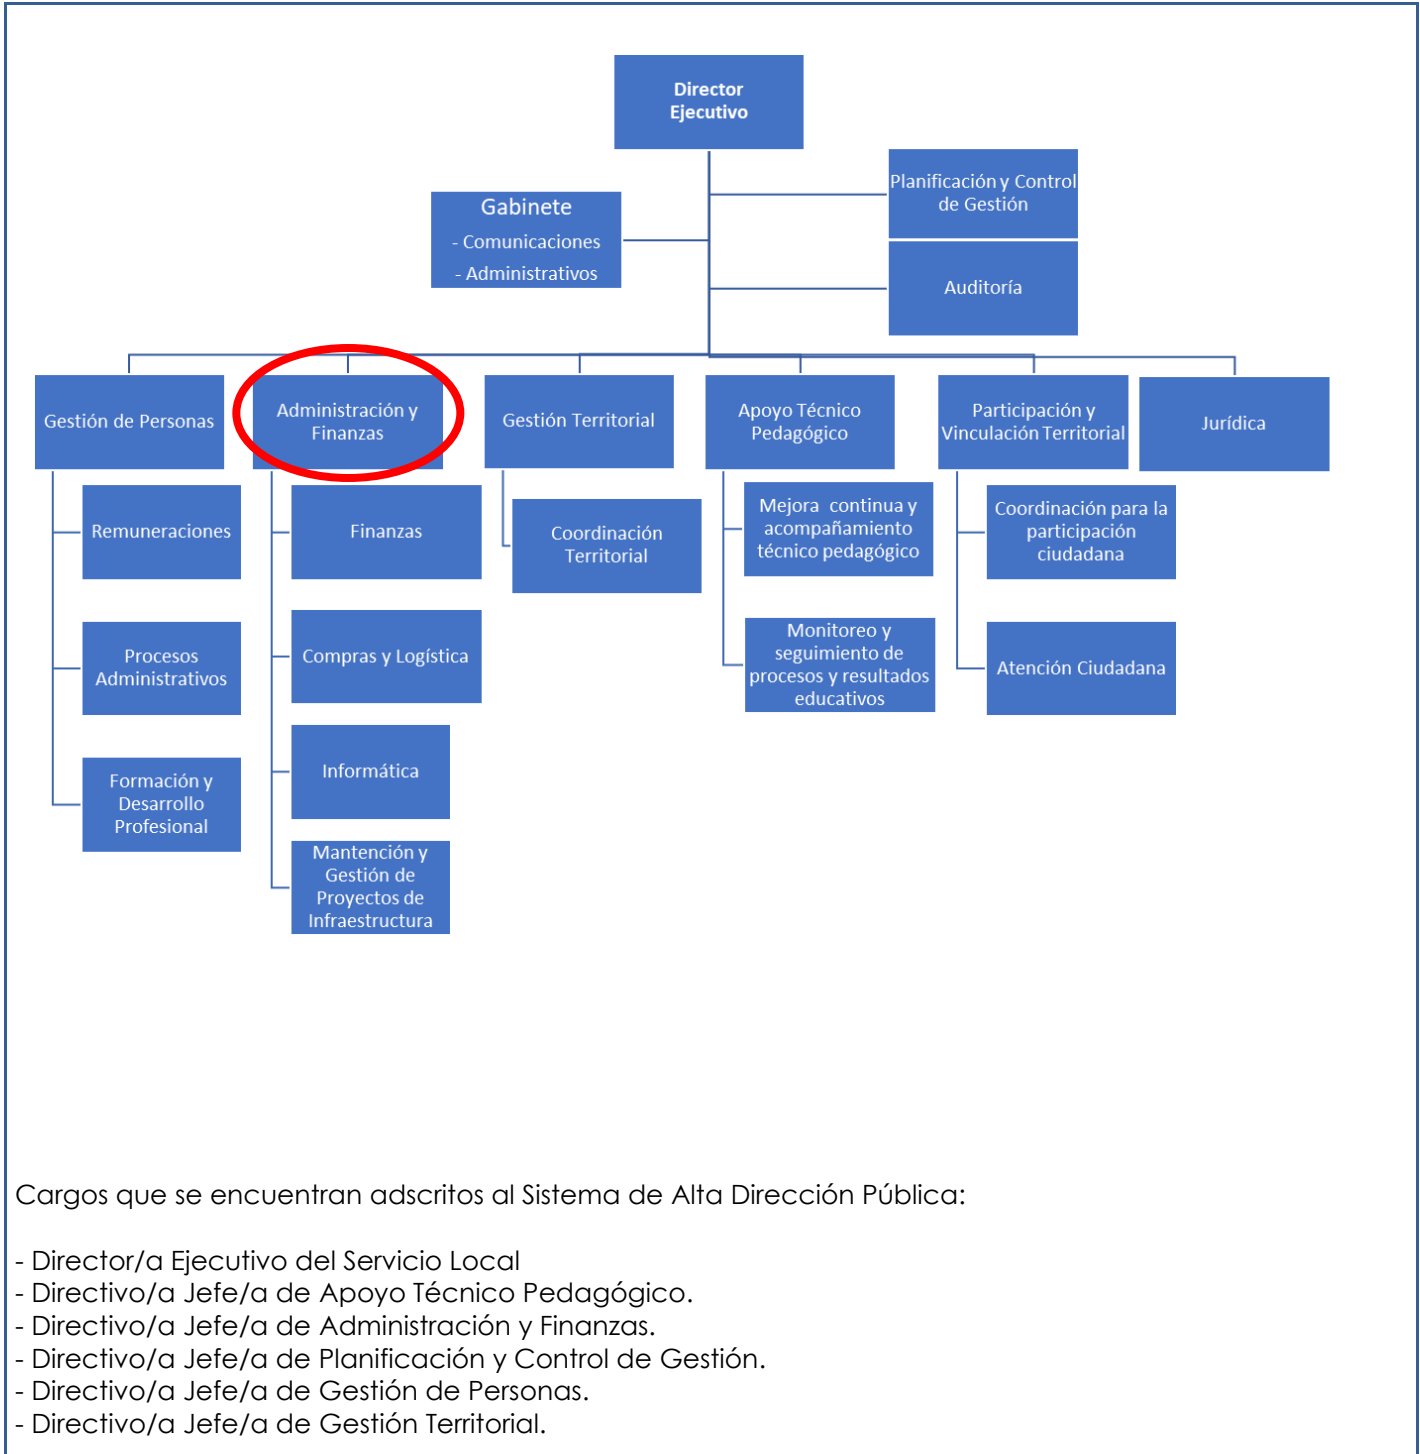 Director
Ejecutivo
Planificación y Control
de Gestión
Gabinete
- Comunicaciones
- Administrativos
Auditoría
Gestión de Personas
Administración y
Finanzas
Gestión Territorial
Apoyo Técnico
Pedagógico
Participación y
Vinculación Territorial
Jurídica
Remuneraciones
Finanzas
Coordinación
Territorial
Mejora continua y
acompañamiento
técnico pedagógico
Coordinación para la
participación
ciudadana
Procesos
Administrativos
Compras y Logística
Monitoreo y
seguimiento de
procesos y resultados
educativos
Atención Ciudadana
Formación y
Desarrollo
Profesional
Informática
Mantención y
Gestión de
Proyectos de
Infraestructura
Cargos que se encuentran adscritos al Sistema de Alta Dirección Pública:
- Director/a Ejecutivo del Servicio Local
- Directivo/a Jefe/a de Apoyo Técnico Pedagógico.
- Directivo/a Jefe/a de Administración y Finanzas.
- Directivo/a Jefe/a de Planificación y Control de Gestión.
- Directivo/a Jefe/a de Gestión de Personas.
- Directivo/a Jefe/a de Gestión Territorial.